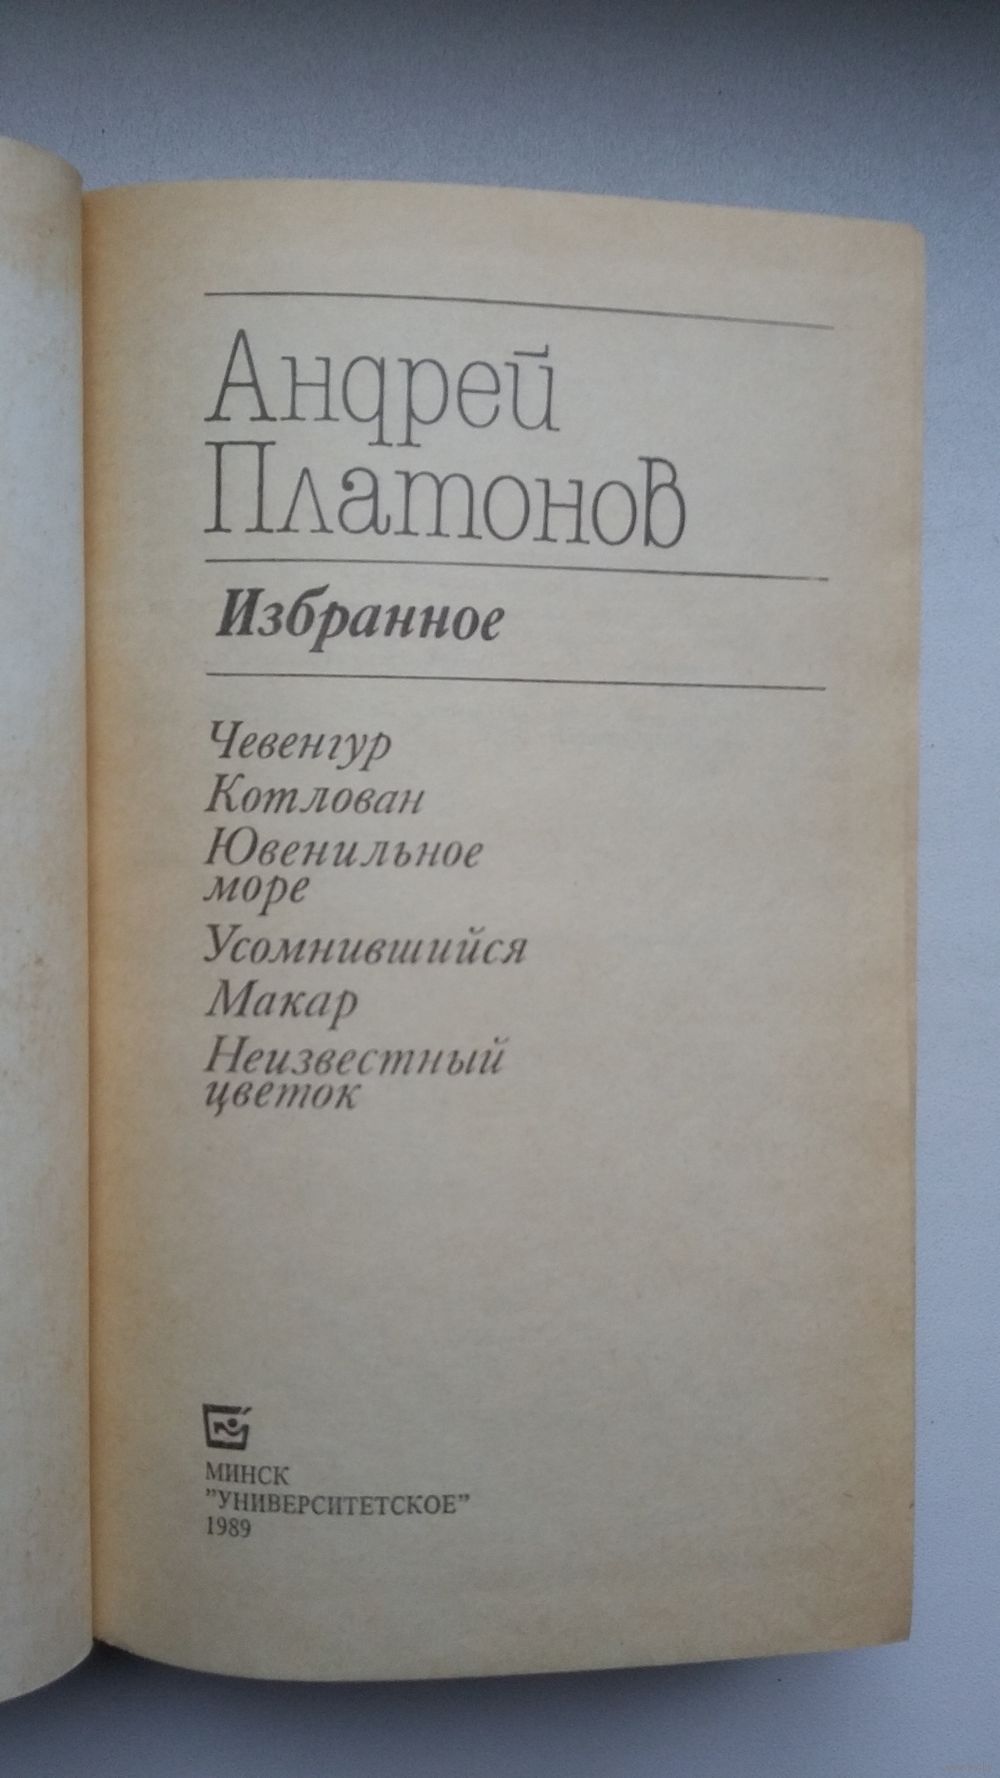 Андрей
Платонов
Избранное
Чевенгур
Котлован
Ювенильное
море
Усомнившийся
Макар
Неизвестный
цветок
МИНСК
"УНИВЕРСИТЕТСКОЕ"
1989